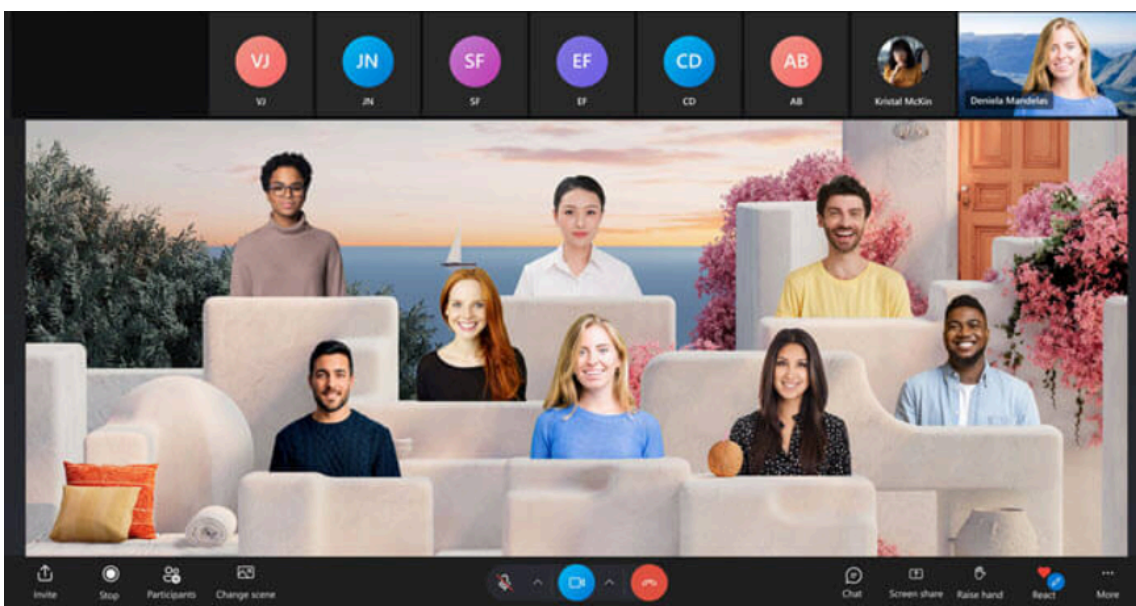 VJ
VJ
JN
JN
SF
SF
EF
EF
CD
CD
AB
AB
Kristal McKin
Deniela Mandelas
Invite
Stop
Participants
Change scene
Chat
Screen share
Raise hand
React
More